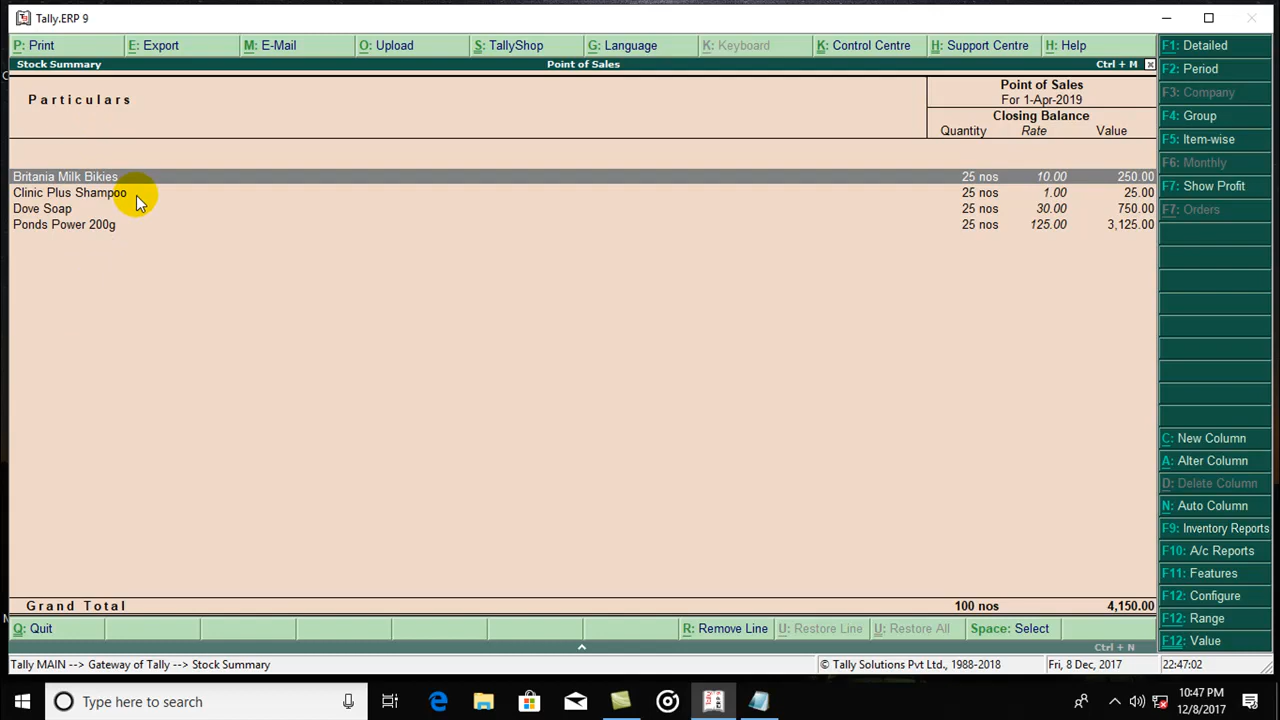 Tally.ERP 9
P: Print E: Export M: E-Mail O: Upload S: TallyShop G: Language K: Keyboard K: Control Centre H: Support Centre H: Help
Stock Summary Point of Sales Ctrl + M
Particulars
Point of Sales
For 1-Apr-2019
Closing Balance
Quantity Rate Value
Britania Milk Bikies 25 nos 10.00 250.00
Clinic Plus Shampoo 25 nos 1.00 25.00
Dove Soap 25 nos 30.00 750.00
Ponds Power 200g 25 nos 125.00 3,125.00
Grand Total 100 nos 4,150.00
F1: Detailed
F2: Period
F3: Company
F4: Group
F5: Item-wise
F6: Monthly
F7: Show Profit
F7: Orders
C: New Column
A: Alter Column
D: Delete Column
N: Auto Column
F9: Inventory Reports
F10: A/c Reports
F11: Features
F12: Configure
F12: Range
F12: Value
Q: Quit R: Remove Line U: Restore Line U: Restore All Space: Select
Ctrl + N
Tally MAIN --> Gateway of Tally --> Stock Summary © Tally Solutions Pvt Ltd., 1988-2018 Fri, 8 Dec, 2017 22:47:02
Type here to search
10:47 PM
12/8/2017